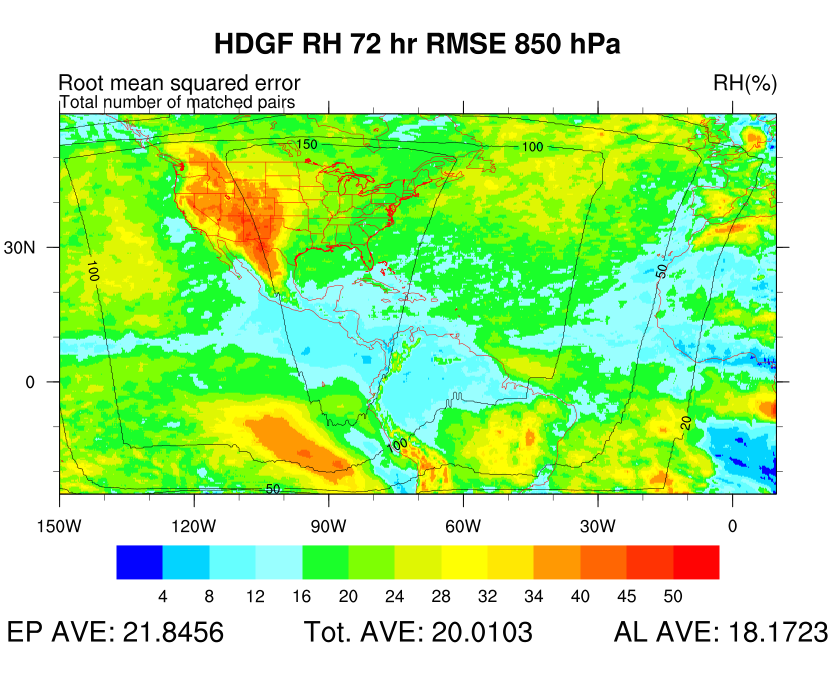 HDGF RH 72 hr RMSE 850 hPa
Root mean squared error RH(%)
Total number of matched pairs
150 100
30N
100 50
0
20
100
50
150W 120W 90W 60W 30W 0
4 8 12 16 20 24 28 32 34 40 45 50
EP AVE: 21.8456 Tot. AVE: 20.0103 AL AVE: 18.1723